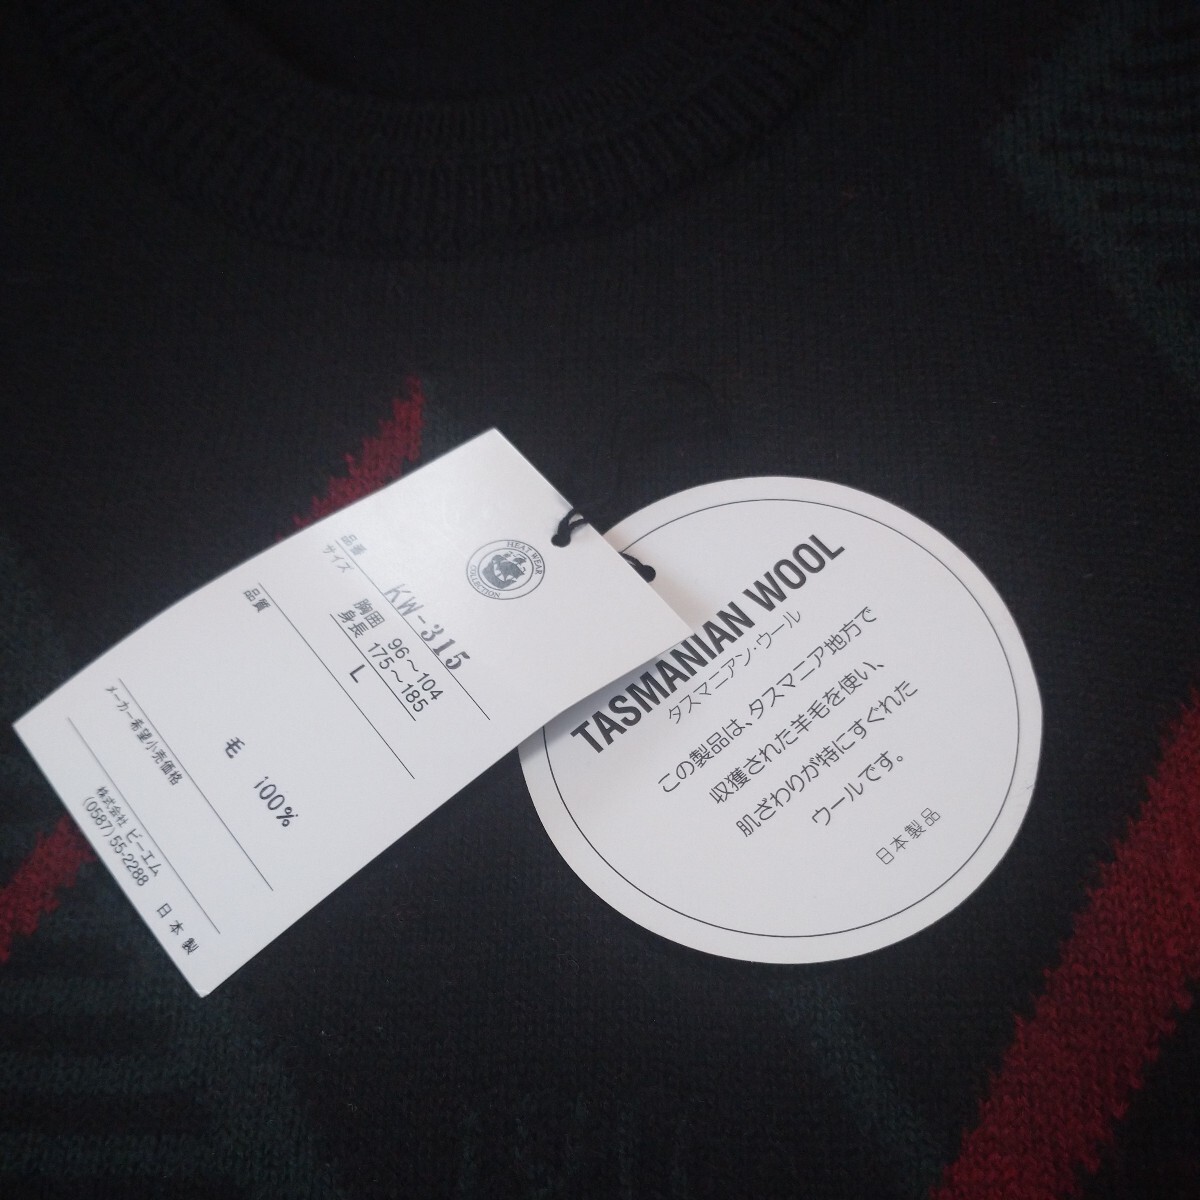 HEAT WEAR
COLLECTION
品番 KW-315
サイズ
胸囲 96～104
身長 175～185
L
品質
毛 100%
メーカー希望小売価格
株式会社 ビーエム
(0587)55-2288
日本製
TASMANIAN WOOL
タスマニアン・ウール
この製品は、タスマニア地方で
収獲された羊毛を使い、
肌ざわりが特にすぐれた
ウールです。
日本製品